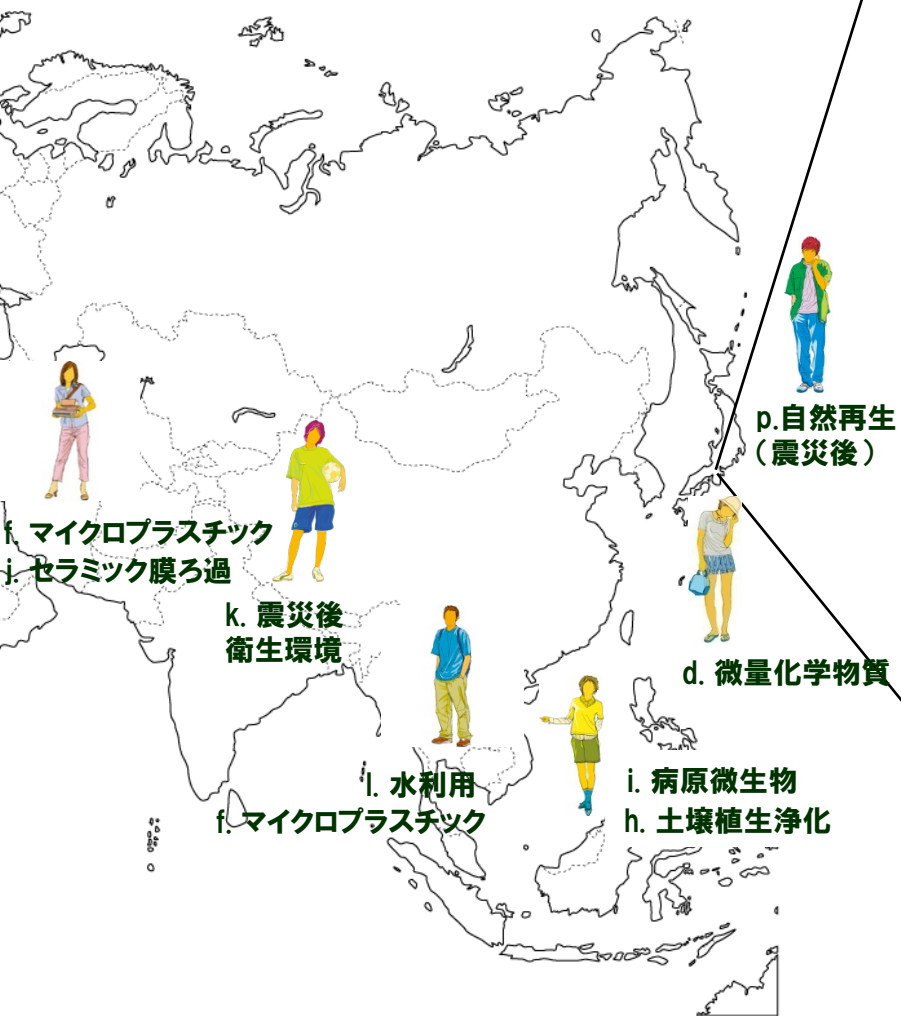 p.自然再生
（震災後）
f. マイクロプラスチック
j. セラミック膜ろ過
k. 震災後
衛生環境
d. 微量化学物質
l. 水利用
f. マイクロプラスチック
i. 病原微生物
h. 土壌植生浄化